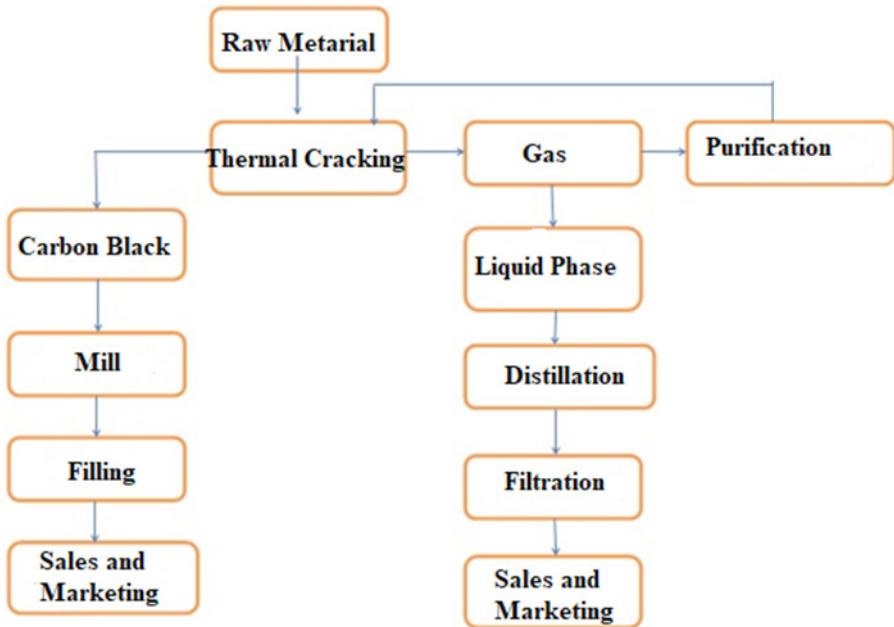 Raw Metarial
Thermal Cracking
Gas
Purification
Carbon Black
Liquid Phase
Mill
Distillation
Filling
Filtration
Sales and
Marketing
Sales and
Marketing